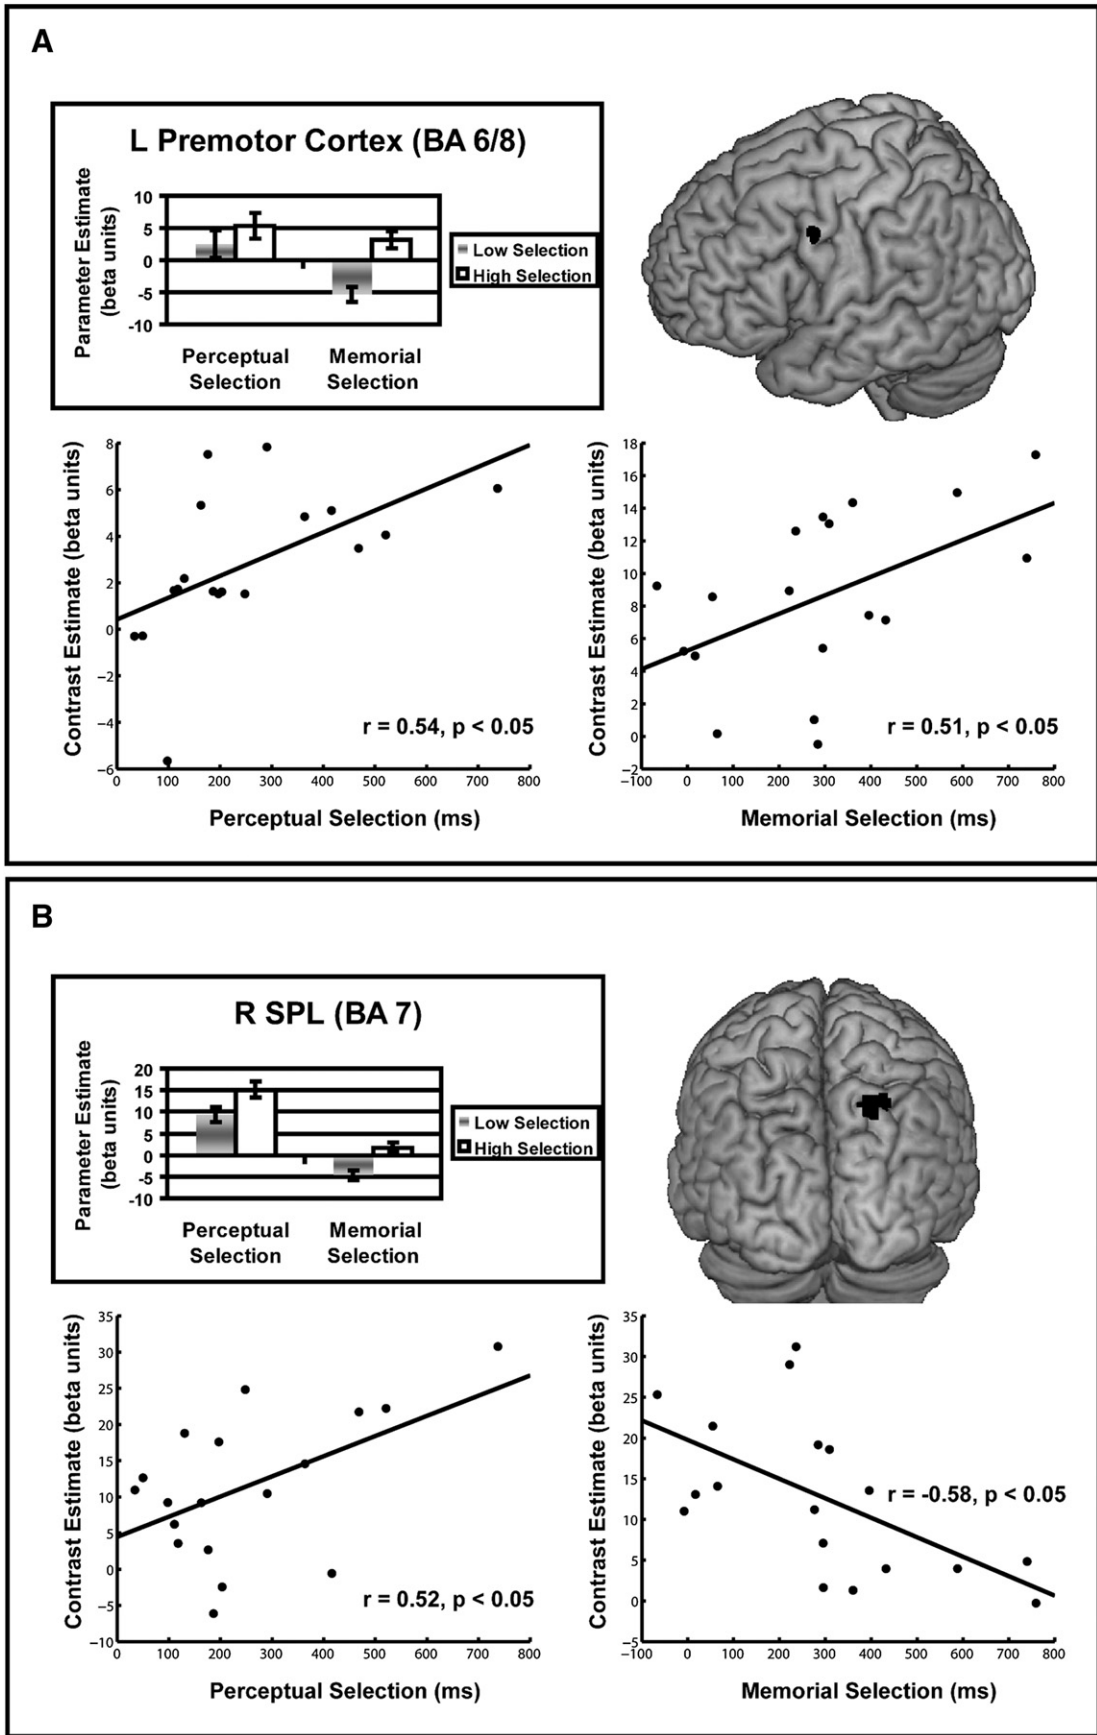 A
L Premotor Cortex (BA 6/8)
Parameter Estimate
(beta units)
10
5
0
-5
-10
Perceptual
Selection
Memorial
Selection
Low Selection
High Selection
Contrast Estimate (beta units)
8
6
4
2
0
−2
−4
−6
0 100 200 300 400 500 600 700 800
r = 0.54, p < 0.05
Perceptual Selection (ms)
Contrast Estimate (beta units)
18
16
14
12
10
8
6
4
2
0
−2
−100 0 100 200 300 400 500 600 700 800
r = 0.51, p < 0.05
Memorial Selection (ms)
B
R SPL (BA 7)
Parameter Estimate
(beta units)
20
15
10
5
0
-5
-10
Perceptual
Selection
Memorial
Selection
Low Selection
High Selection
Contrast Estimate (beta units)
35
30
25
20
15
10
5
0
−5
−10
0 100 200 300 400 500 600 700 800
r = 0.52, p < 0.05
Perceptual Selection (ms)
Contrast Estimate (beta units)
35
30
25
20
15
10
5
0
−5
−100 0 100 200 300 400 500 600 700 800
r = -0.58, p < 0.05
Memorial Selection (ms)